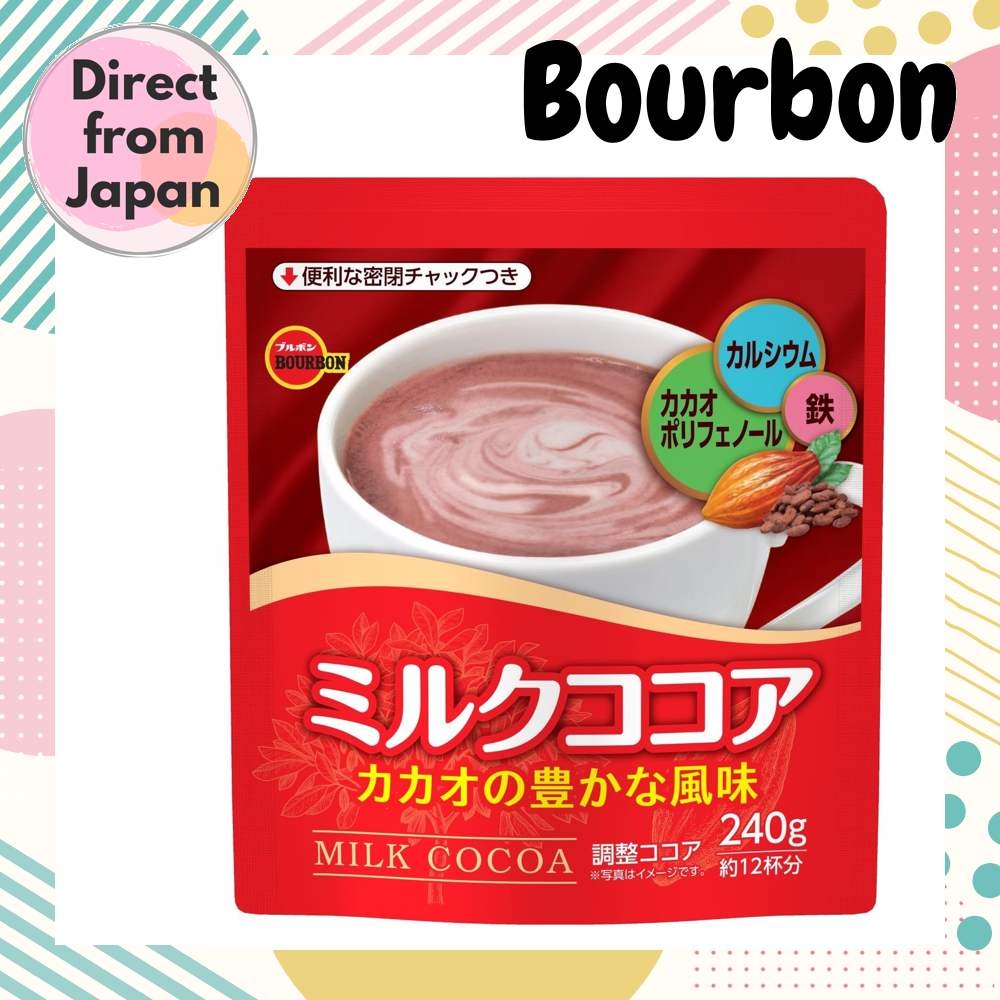 Direct
from
Japan
Bourbon
便利な密閉チャックつき
ブルボン
BOURBON
カルシウム
カカオ
ポリフェノール
鉄
ミルクココア
カカオの豊かな風味
MILK COCOA
調整ココア
※写真はイメージです。
240g
約12杯分